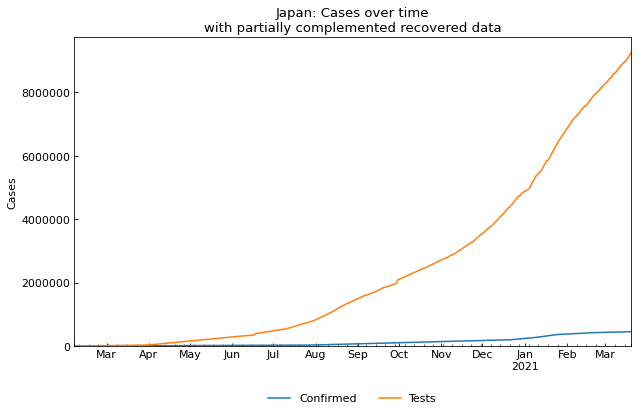 Japan: Cases over time
with partially complemented recovered data
Cases
8000000
6000000
4000000
2000000
0
Mar Apr May Jun Jul Aug Sep Oct Nov Dec Jan Feb Mar
2021
Confirmed Tests